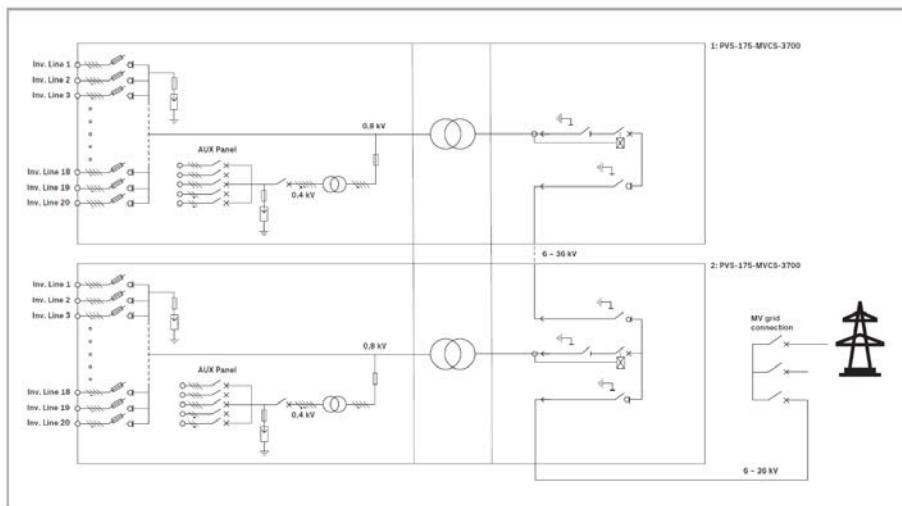 1: PVS-175-MVCS-3700
Inv. Line 1
Inv. Line 2
Inv. Line 3
0,8 kV
AUX Panel
Inv. Line 18
Inv. Line 19
Inv. Line 20
0,4 kV
6 – 36 kV
2: PVS-175-MVCS-3700
Inv. Line 1
Inv. Line 2
Inv. Line 3
MV grid
connection
0,8 kV
AUX Panel
Inv. Line 18
Inv. Line 19
Inv. Line 20
0,4 kV
6 – 36 kV